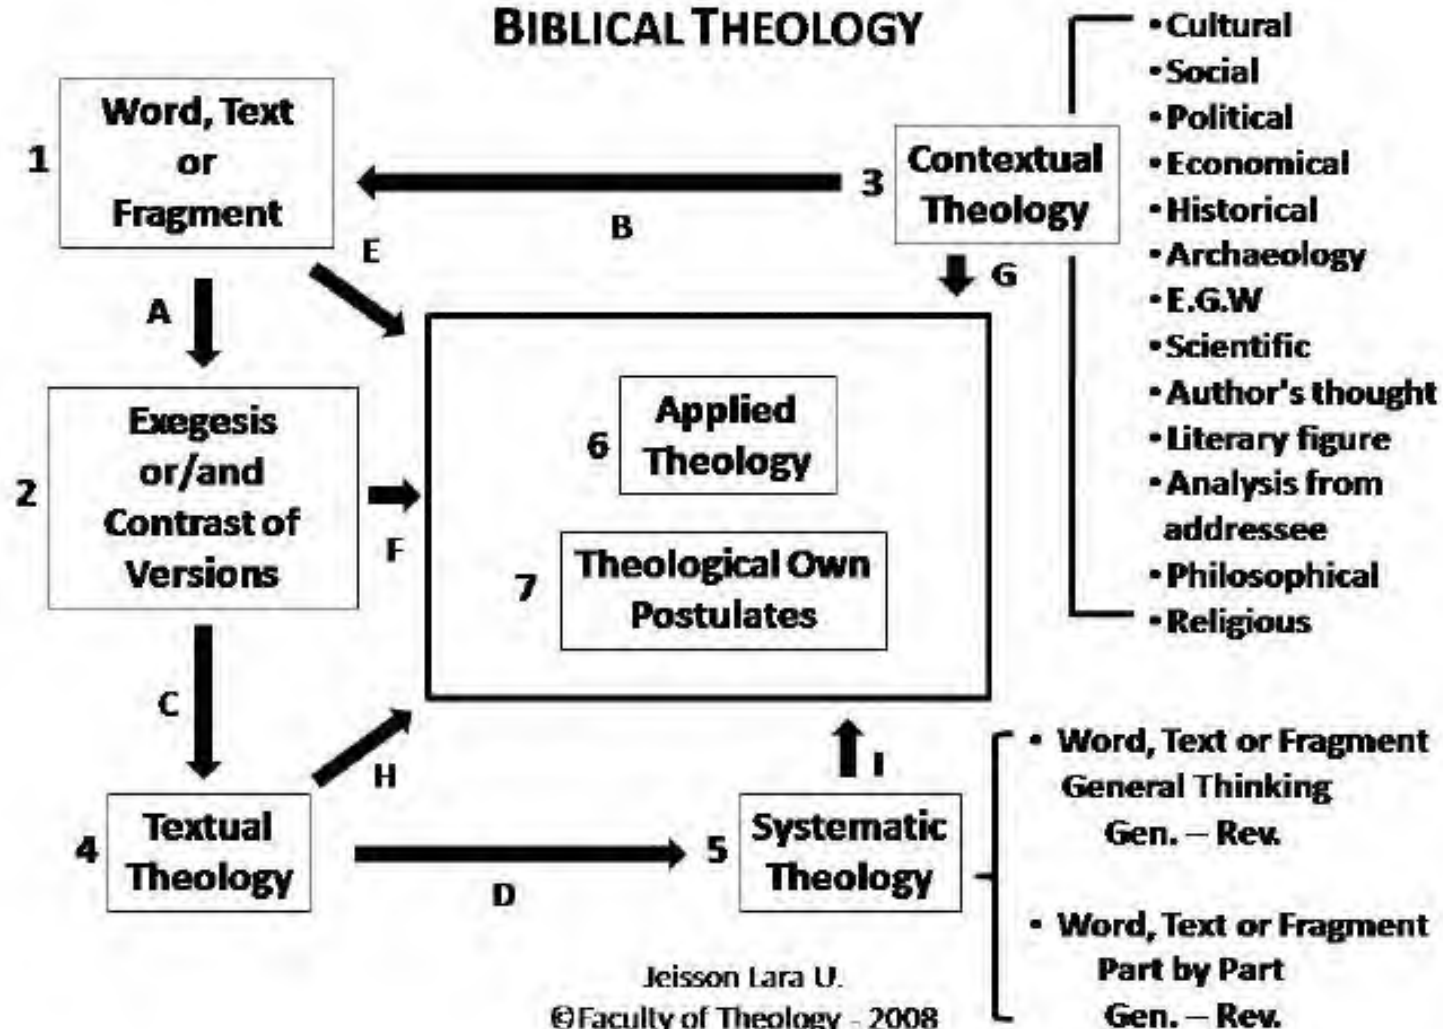 BIBLICAL THEOLOGY
1
Word, Text
or
Fragment
A
E
B
3
Contextual
Theology
G
•Cultural
•Social
•Political
•Economical
•Historical
•Archaeology
•E.G.W
•Scientific
•Author's thought
•Literary figure
•Analysis from
addressee
•Philosophical
•Religious
2
Exegesis
or/and
Contrast of
Versions
F
6
Applied
Theology
7
Theological Own
Postulates
C
H
4
Textual
Theology
D
I
5
Systematic
Theology
• Word, Text or Fragment
General Thinking
Gen. – Rev.
• Word, Text or Fragment
Part by Part
Gen. – Rev.
Jeisson Lara U.
©Faculty of Theology - 2008